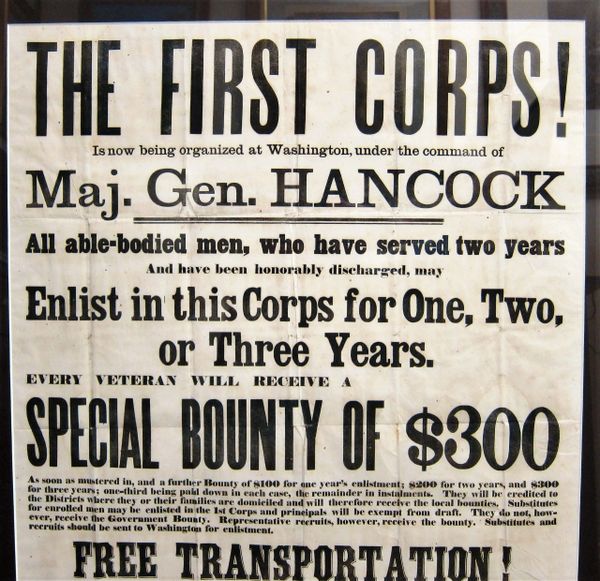 THE FIRST CORPS!
Is now being organized at Washington, under the command of
Maj. Gen. HANCOCK
All able-bodied men, who have served two years
And have been honorably discharged, may
Enlist in this Corps for One, Two,
or Three Years.
EVERY VETERAN WILL RECEIVE A
SPECIAL BOUNTY OF $300
As soon as mustered in, and a further Bounty of $100 for one year's enlistment; $200 for two years, and $300
for three years; one-third being paid down in each case, the remainder in instalments. They will be credited to
the Districts where they or their families are domiciled and will therefore receive the local bounties. Substitutes
for enrolled men may be enlisted in the 1st Corps and principals will be exempt from draft. They do not, how-
ever, receive the Government Bounty. Representative recruits, however, receive the bounty. Substitutes and
recruits should be sent to Washington for enlistment.
FREE TRANSPORTATION!